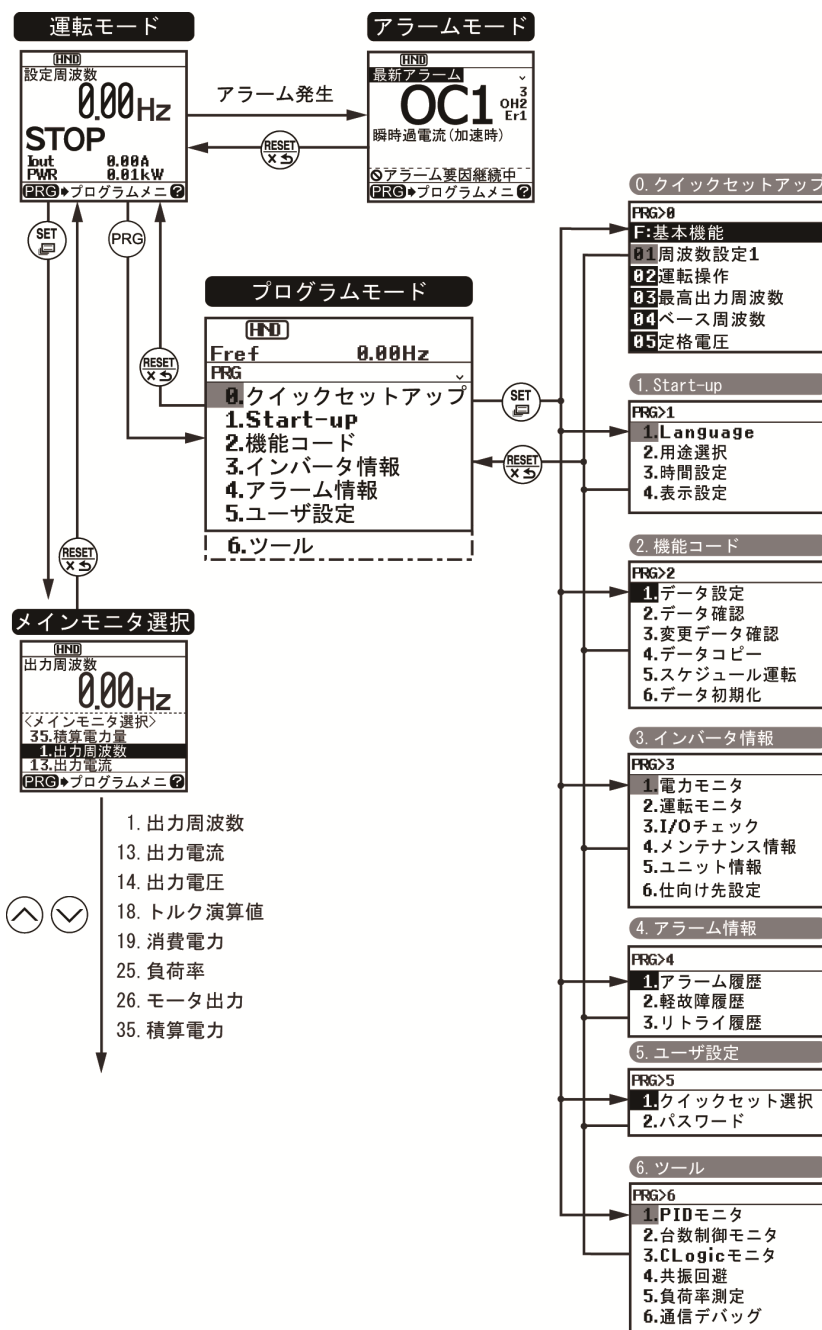 運転モード
HND
設定周波数
0.00Hz
STOP
Iout 0.00A
PWR 0.01kW
PRG➧プログラムメニ?
アラーム発生
RESET
アラームモード
HND
最新アラーム
OC1
3
OH2
Er1
瞬時過電流(加速時)
アラーム要因継続中
PRG➧プログラムメニ?
SET
PRG
RESET
プログラムモード
HND
Fref 0.00Hz
PRG
0.クイックセットアップ
1.Start-up
2.機能コード
3.インバータ情報
4.アラーム情報
5.ユーザ設定
6.ツール
SET
RESET
RESET
メインモニタ選択
HND
出力周波数
0.00Hz
<メインモニタ選択>
35.積算電力量
1.出力周波数
13.出力電流
PRG➧プログラムメニ?
1. 出力周波数
13. 出力電流
14. 出力電圧
18. トルク演算値
19. 消費電力
25. 負荷率
26. モータ出力
35. 積算電力
0. クイックセットアップ
PRG>0
F:基本機能
01周波数設定1
02運転操作
03最高出力周波数
04ベース周波数
05定格電圧
1. Start-up
PRG>1
1.Language
2.用途選択
3.時間設定
4.表示設定
2. 機能コード
PRG>2
1.データ設定
2.データ確認
3.変更データ確認
4.データコピー
5.スケジュール運転
6.データ初期化
3. インバータ情報
PRG>3
1.電力モニタ
2.運転モニタ
3.I/Oチェック
4.メンテナンス情報
5.ユニット情報
6.仕向け先設定
4. アラーム情報
PRG>4
1.アラーム履歴
2.軽故障履歴
3.リトライ履歴
5. ユーザ設定
PRG>5
1.クイックセット選択
2.パスワード
6. ツール
PRG>6
1.PIDモニタ
2.台数制御モニタ
3.CLogicモニタ
4.共振回避
5.負荷率測定
6.通信デバッグ